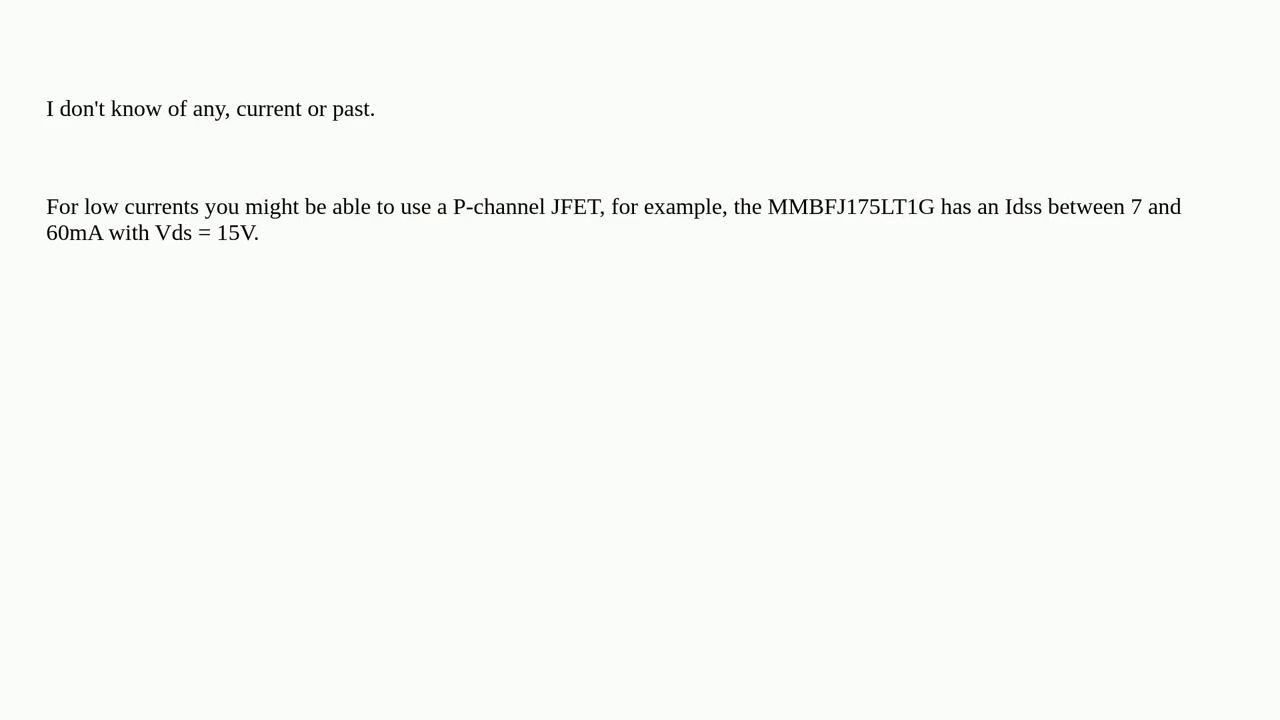 I don't know of any, current or past.
For low currents you might be able to use a P-channel JFET, for example, the MMBFJ175LT1G has an Idss between 7 and
60mA with Vds = 15V.